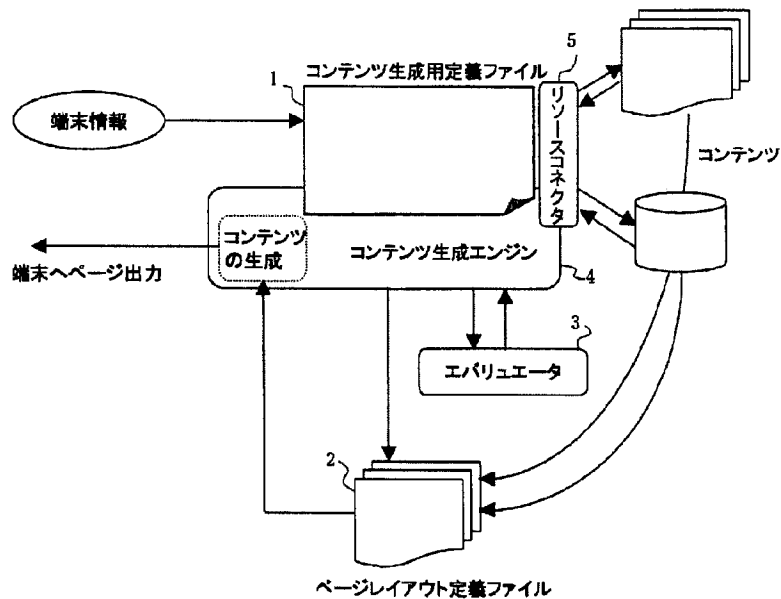 5
コンテンツ生成用定義ファイル
1
端末情報
リソースコネクタ
コンテンツ
コンテンツ
の生成
コンテンツ生成エンジン
端末へページ出力
4
3
エバリュエータ
2
ページレイアウト定義ファイル